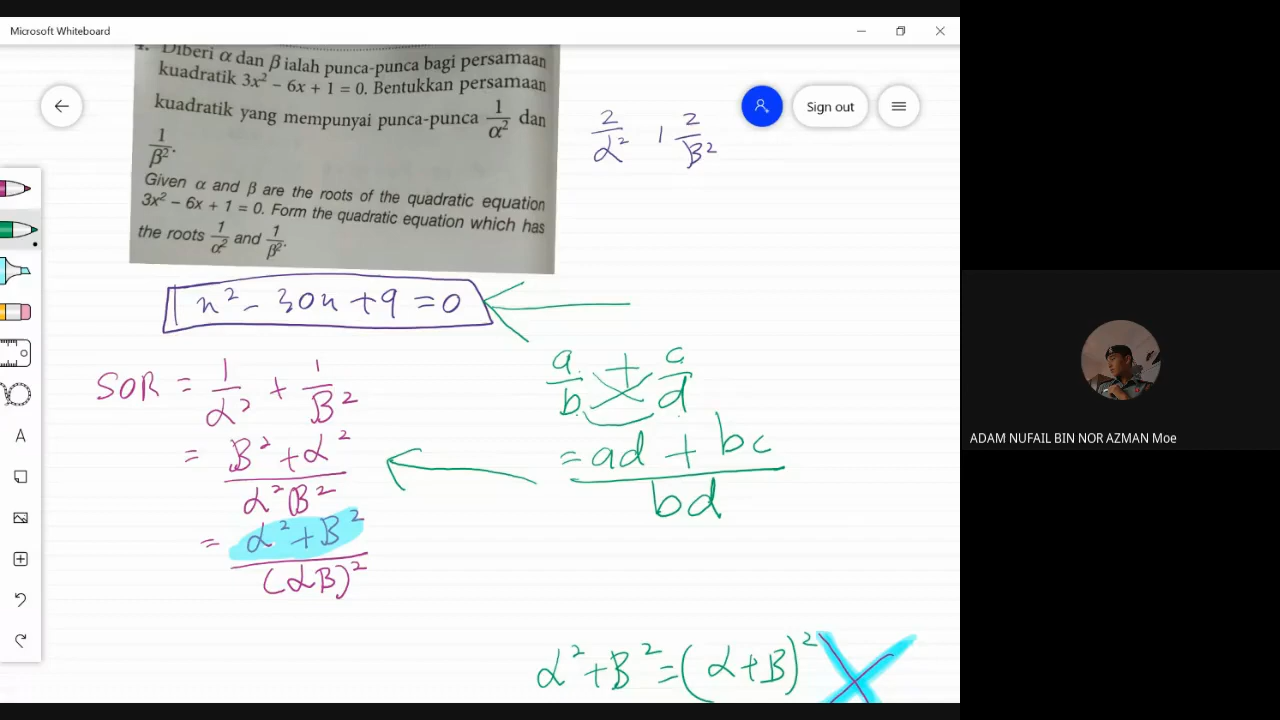 Microsoft Whiteboard
Sign out
Diberi α dan β ialah punca-punca bagi persamaan
kuadratik 3x² – 6x + 1 = 0. Bentukkan persamaan
kuadratik yang mempunyai punca-punca 1/α² dan
1/β².
Given α and β are the roots of the quadratic equation
3x² – 6x + 1 = 0. Form the quadratic equation which has
the roots 1/α² and 1/β².
2/α² , 2/β²
x² - 30x + 9 = 0
SOR = 1/α² + 1/β²
= β² + α² / α²β²
= α² + β² / (αβ)²
a/b + c/d
= ad + bc / bd
α² + β² = (α + β)²
A
ADAM NUFAIL BIN NOR AZMAN Moe